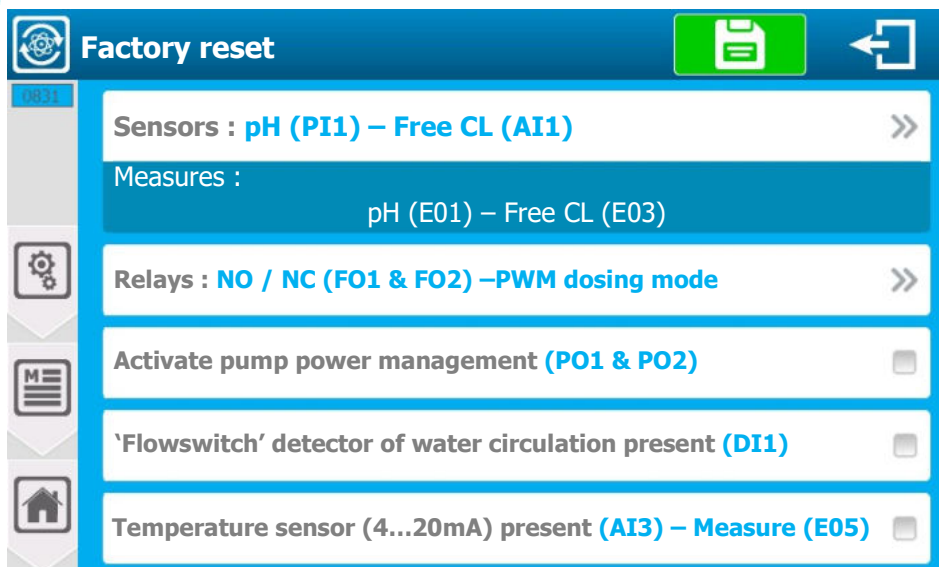 Factory reset
0831
Sensors : pH (PI1) – Free CL (AI1)
Measures :
pH (E01) – Free CL (E03)
Relays : NO / NC (FO1 & FO2) –PWM dosing mode
M
Activate pump power management (PO1 & PO2)
‘Flowswitch’ detector of water circulation present (DI1)
Temperature sensor (4…20mA) present (AI3) – Measure (E05)